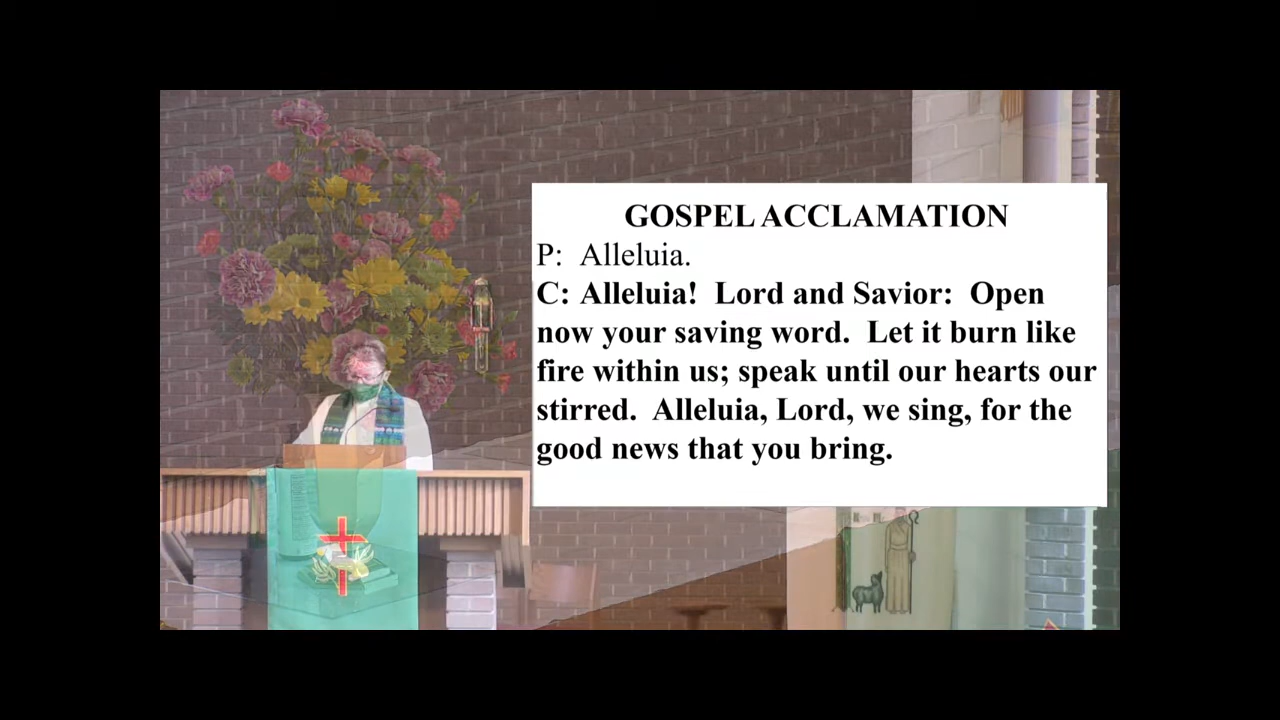 GOSPEL ACCLAMATION
P: Alleluia.
C: Alleluia! Lord and Savior: Open
now your saving word. Let it burn like
fire within us; speak until our hearts our
stirred. Alleluia, Lord, we sing, for the
good news that you bring.